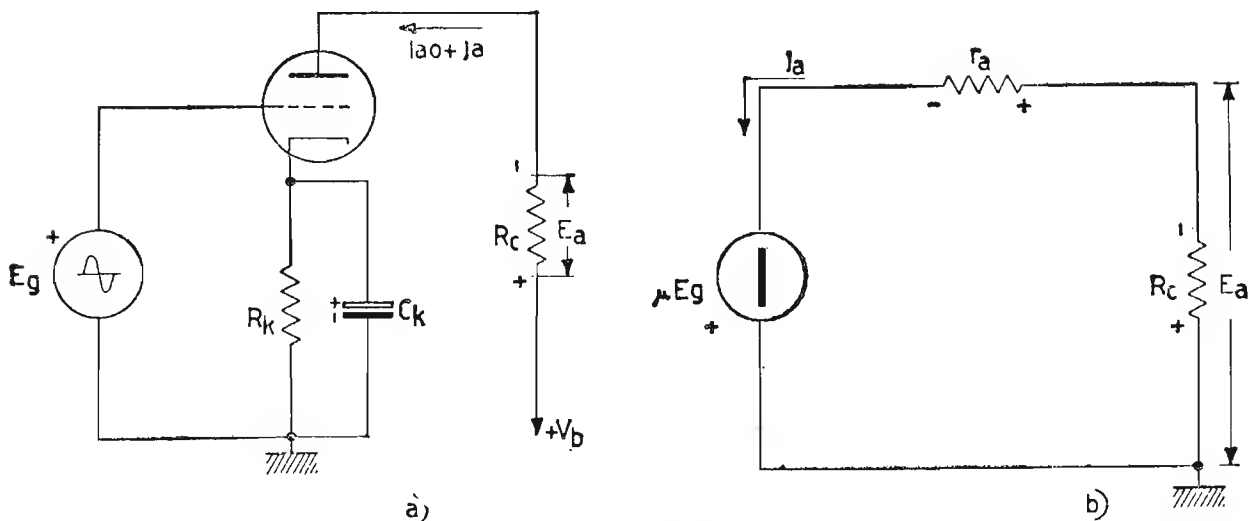 Iao+Ja
+
Eg
Rk
+
Ck
-
Rc
Ea
+
+Vb
a)
Ja
ra
- +
μEg
+
-
Rc
Ea
+
b)